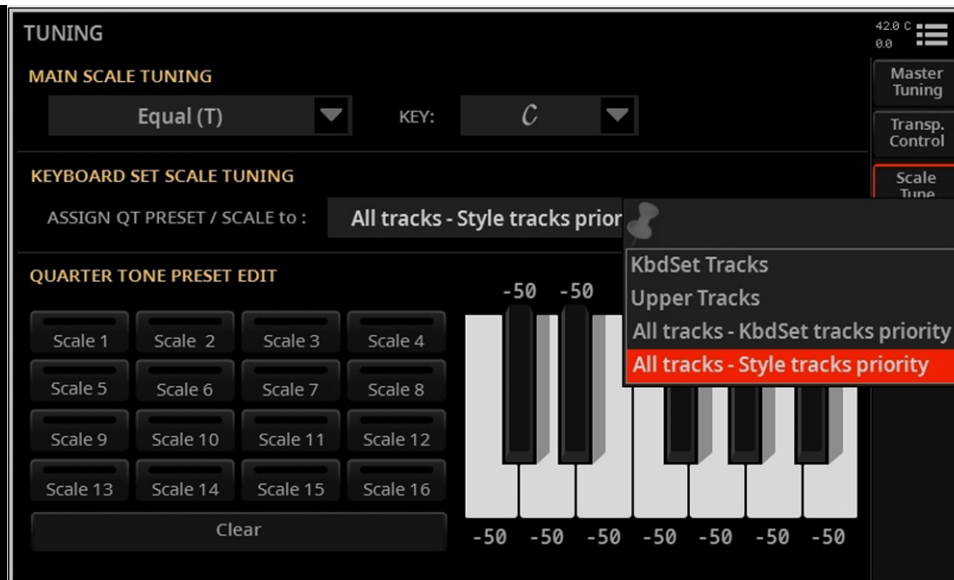 TUNING
42.0 C
0.0
MAIN SCALE TUNING
Equal (T)
KEY:
C
Master
Tuning
Transp.
Control
Scale
Tune
KEYBOARD SET SCALE TUNING
ASSIGN QT PRESET / SCALE to :
All tracks - Style tracks prior
KbdSet Tracks
Upper Tracks
All tracks - KbdSet tracks priority
All tracks - Style tracks priority
QUARTER TONE PRESET EDIT
-50 -50
Scale 1 Scale 2 Scale 3 Scale 4
Scale 5 Scale 6 Scale 7 Scale 8
Scale 9 Scale 10 Scale 11 Scale 12
Scale 13 Scale 14 Scale 15 Scale 16
Clear
-50 -50 -50 -50 -50 -50 -50